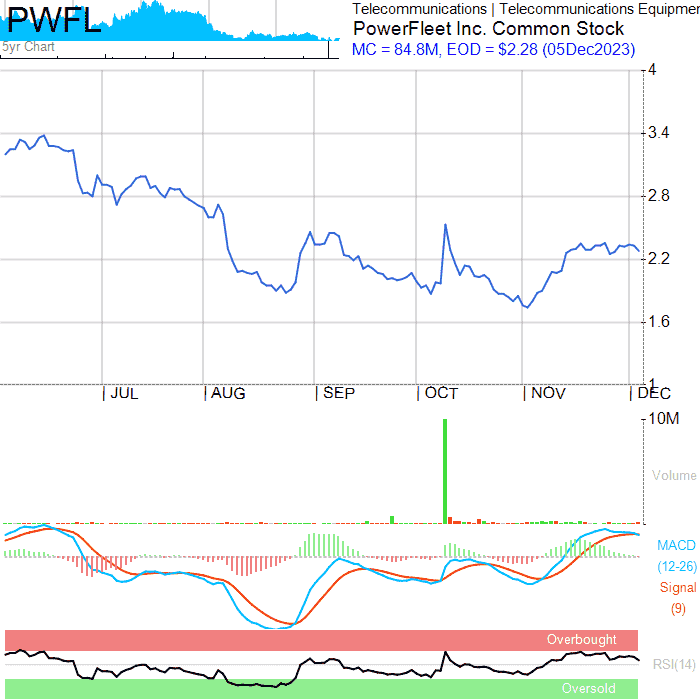 PWFL
5yr Chart
Telecommunications | Telecommunications Equipmen
PowerFleet Inc. Common Stock
MC = 84.8M, EOD = $2.28 (05Dec2023)
4
3.4
2.8
2.2
1.6
1
JUL AUG SEP OCT NOV DEC
10M
Volume
MACD
(12-26)
Signal
(9)
Overbought
RSI(14)
Oversold